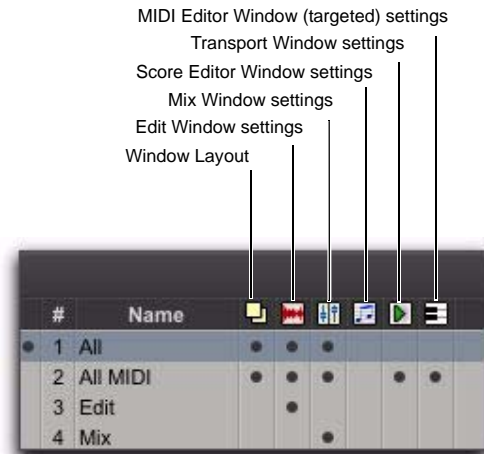 MIDI Editor Window (targeted) settings
Transport Window settings
Score Editor Window settings
Mix Window settings
Edit Window settings
Window Layout
# Name
1 All
2 All MIDI
3 Edit
4 Mix